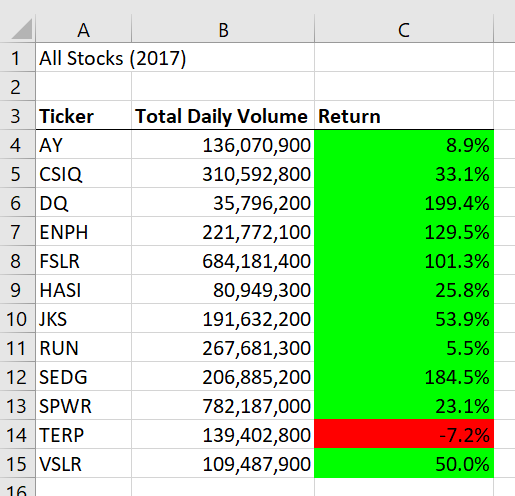 A B C
1 All Stocks (2017)
2
3 Ticker Total Daily Volume Return
4 AY 136,070,900 8.9%
5 CSIQ 310,592,800 33.1%
6 DQ 35,796,200 199.4%
7 ENPH 221,772,100 129.5%
8 FSLR 684,181,400 101.3%
9 HASI 80,949,300 25.8%
10 JKS 191,632,200 53.9%
11 RUN 267,681,300 5.5%
12 SEDG 206,885,200 184.5%
13 SPWR 782,187,000 23.1%
14 TERP 139,402,800 -7.2%
15 VSLR 109,487,900 50.0%
16